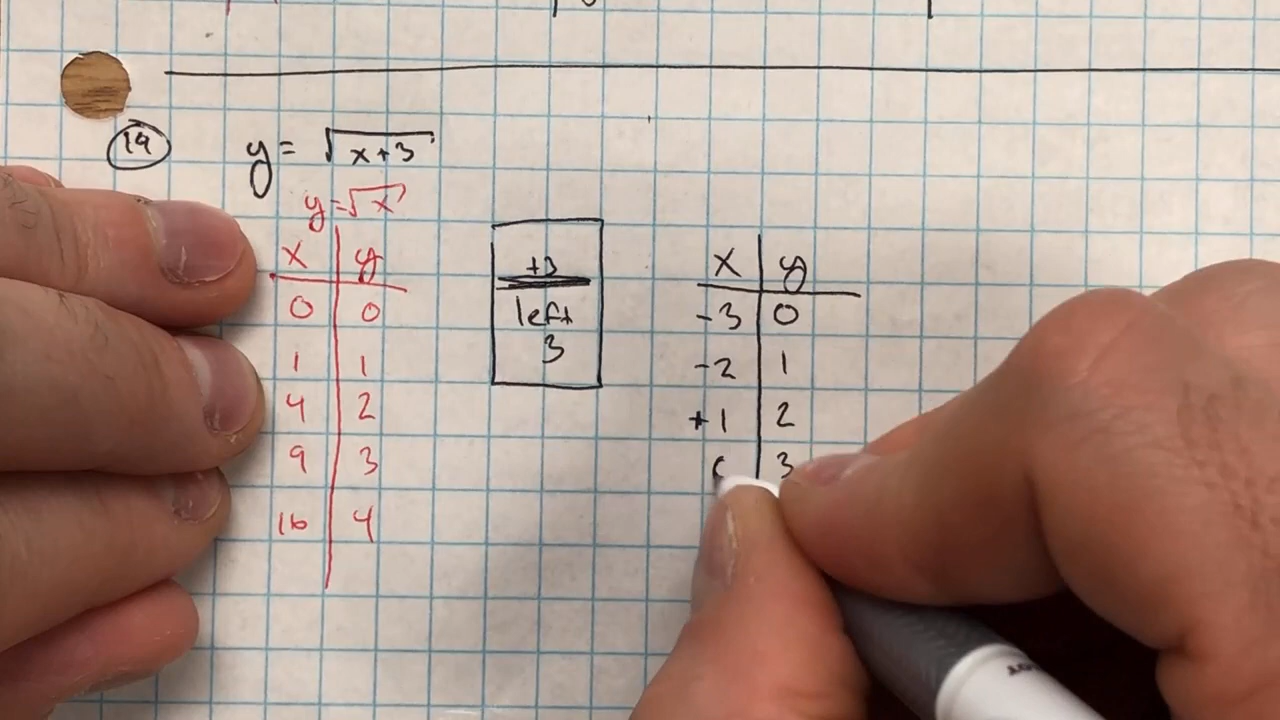 19 y = √x+3
y=√x
x y
0 0
1 1
4 2
9 3
16 4
+3
left
3
x y
-3 0
-2 1
+1 2
3